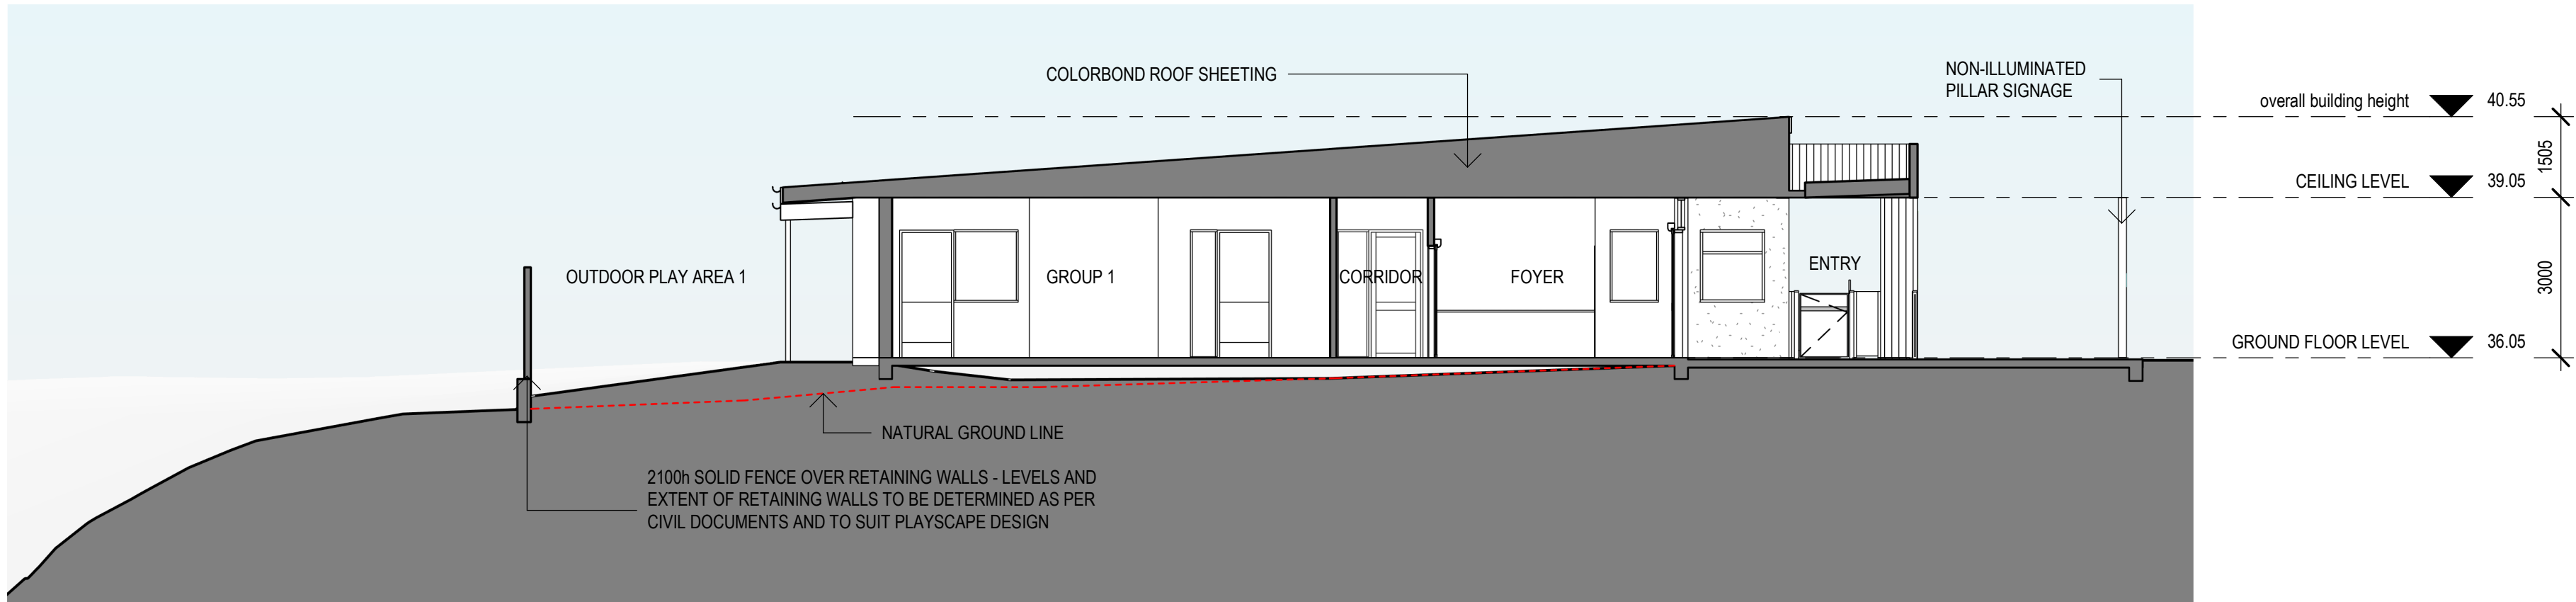 COLORBOND ROOF SHEETING
NON-ILLUMINATED
PILLAR SIGNAGE
overall building height 40.55
1505
CEILING LEVEL 39.05
OUTDOOR PLAY AREA 1
GROUP 1
CORRIDOR
FOYER
ENTRY
3000
GROUND FLOOR LEVEL 36.05
NATURAL GROUND LINE
2100h SOLID FENCE OVER RETAINING WALLS - LEVELS AND
EXTENT OF RETAINING WALLS TO BE DETERMINED AS PER
CIVIL DOCUMENTS AND TO SUIT PLAYSCAPE DESIGN